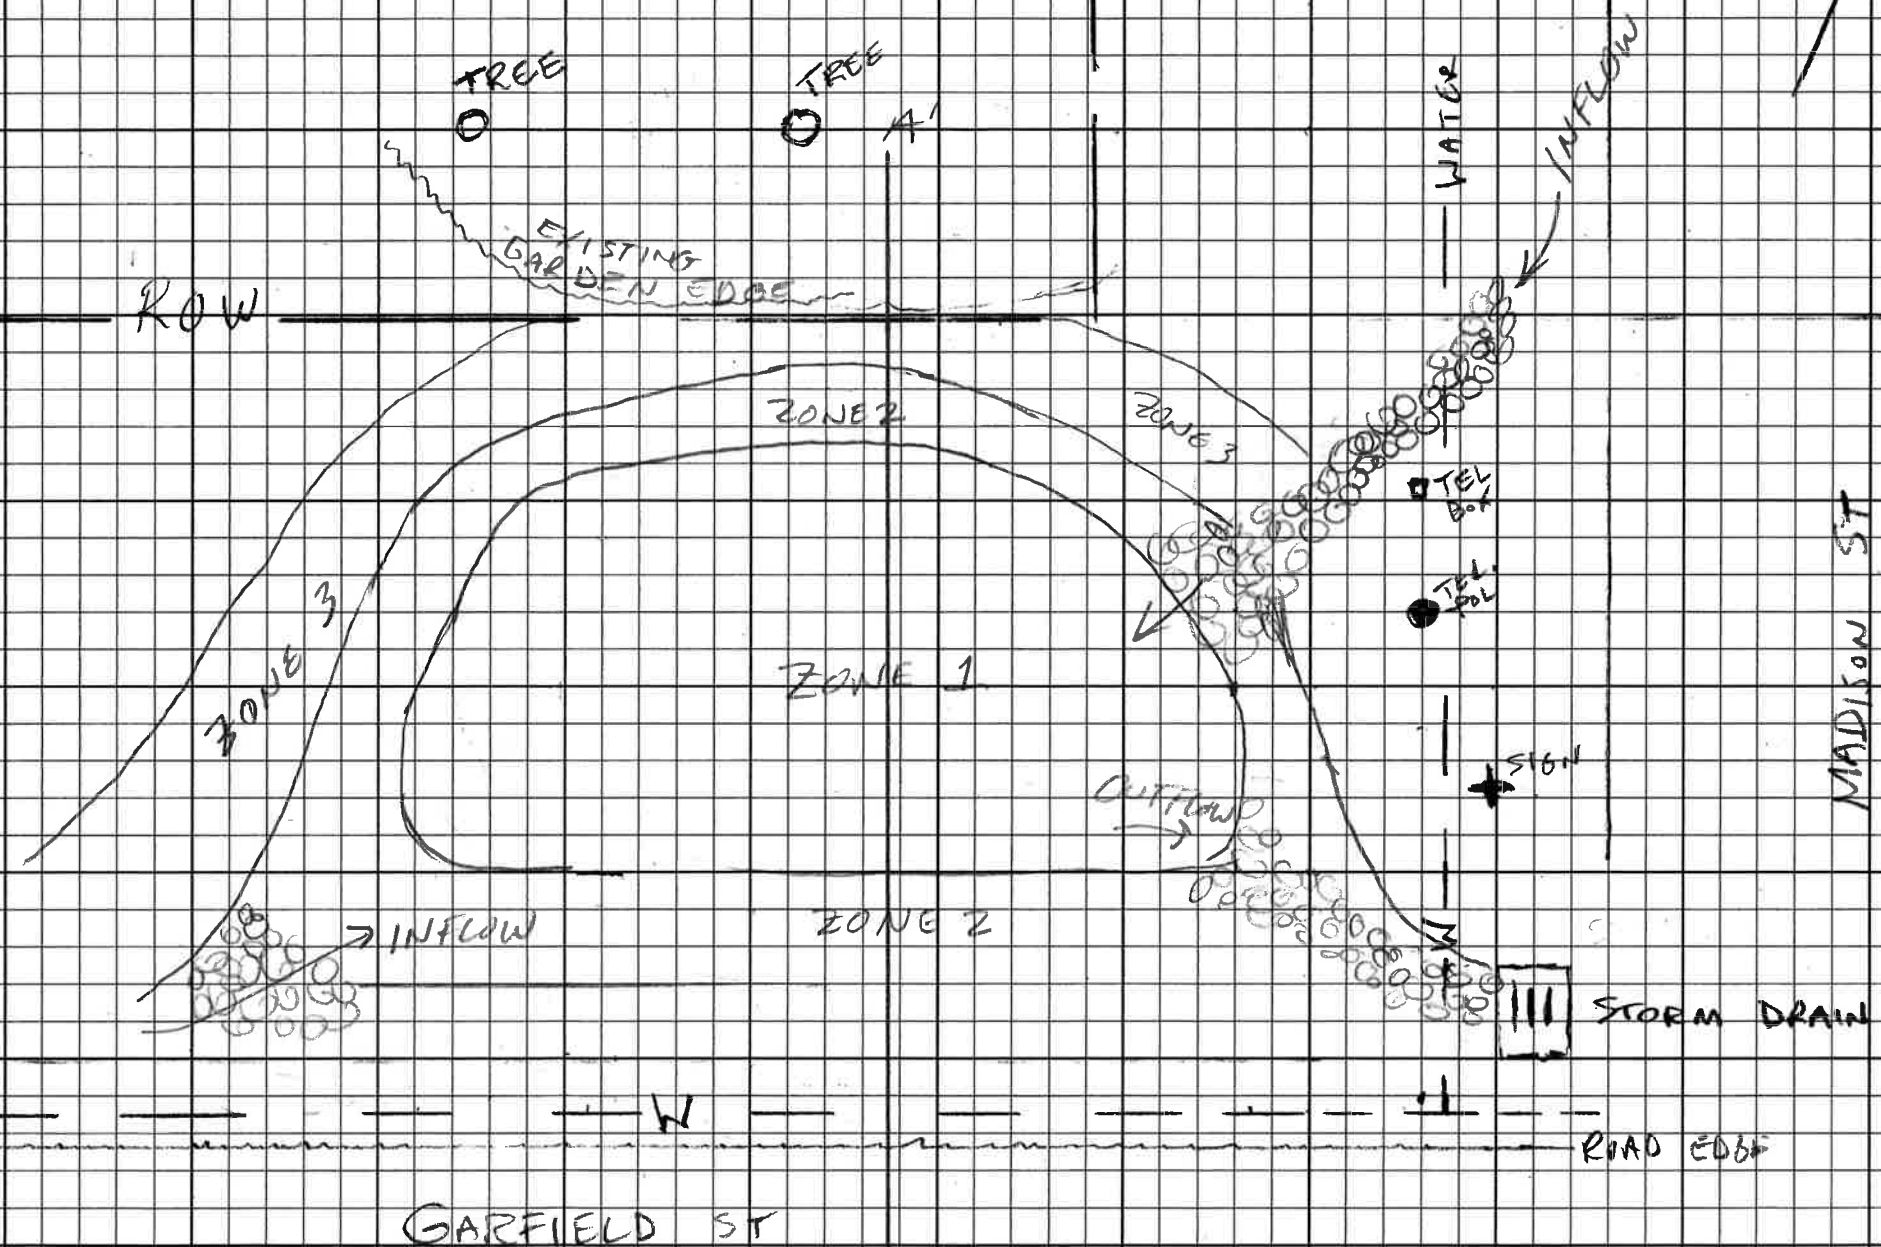 TREE
TREE
A'
WATER
INFLOW
EXISTING
GARDEN EDGE
ROW
ZONE 2
ZONE 3
TEL
BOX
TEL.
POL
MADISON ST
ZONE 3
ZONE 1
SIGN
OUTFLOW
ZONE 2
INFLOW
W
STORM DRAIN
W
ROAD EDGE
GARFIELD ST